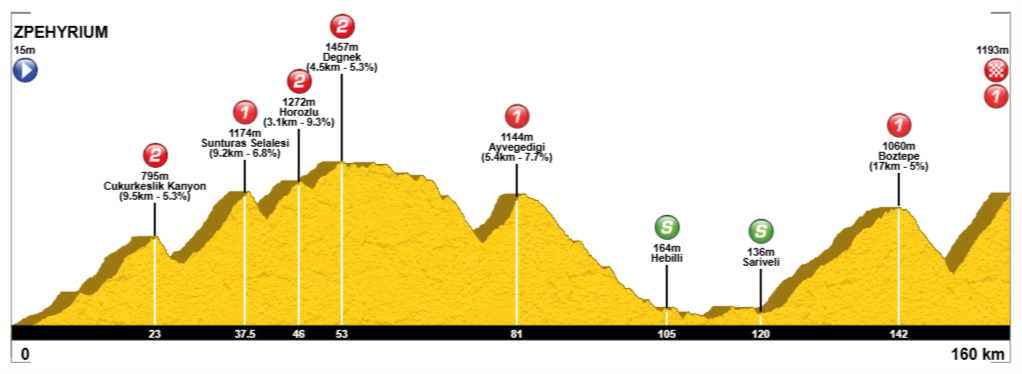 ZPEHYRIUM
15m
2
795m
Cukurkeslik Kanyon
(9.5km - 5.3%)
1
1174m
Sunturas Selalesi
(9.2km - 6.8%)
2
1272m
Horozlu
(3.1km - 9.3%)
2
1457m
Degnek
(4.5km - 5.3%)
1
1144m
Ayvegedigi
(5.4km - 7.7%)
S
164m
Hebilli
S
136m
Sariveli
1
1060m
Boztepe
(17km - 5%)
1193m
1
23 37.5 46 53 81 105 120 142
0 160 km